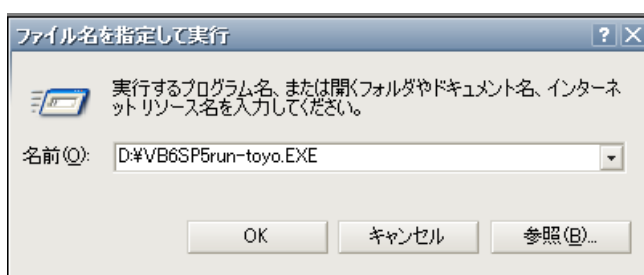 ファイル名を指定して実行
実行するプログラム名、または開くフォルダやドキュメント名、インターネ
ット リソース名を入力してください。
名前(O): D:¥VB6SP5run-toyo.EXE
OK キャンセル 参照(B)...